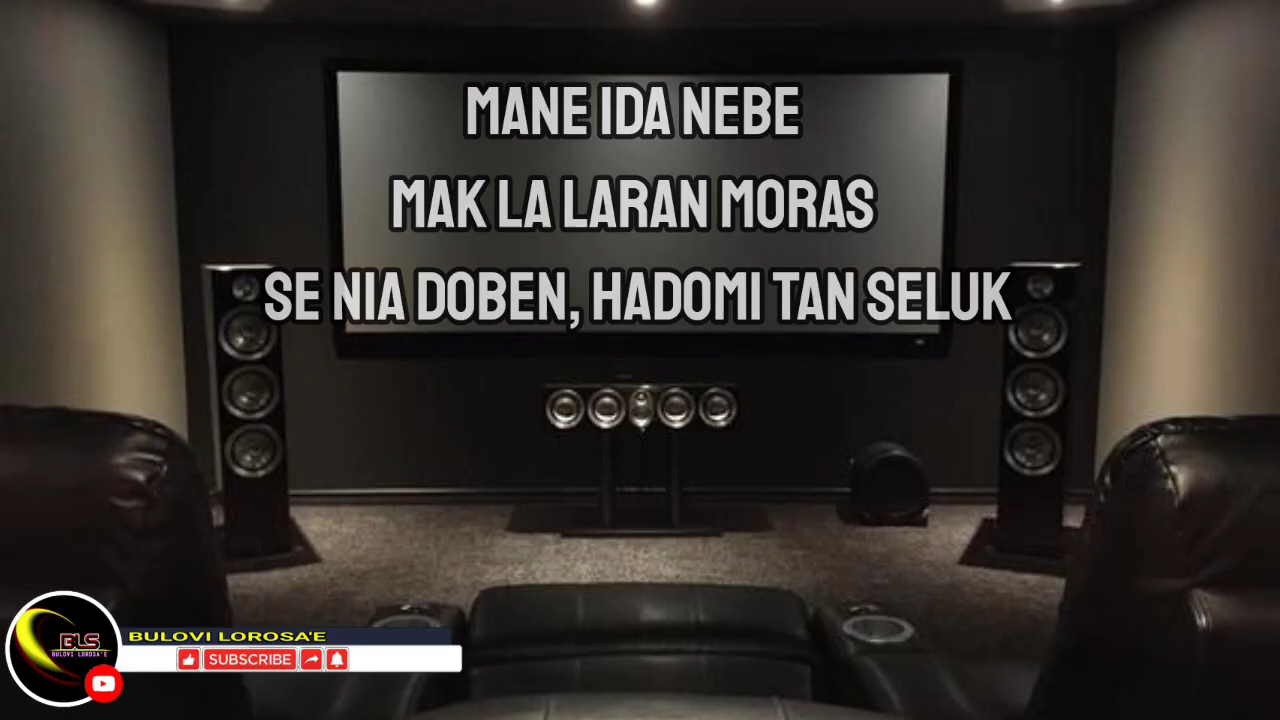 MANE IDA NEBE
MAK LA LARAN MORAS
SE NIA DOBEN, HADOMI TAN SELUK
BLS
BULOVI LOROSA'E
BULOVI LOROSA'E
SUBSCRIBE